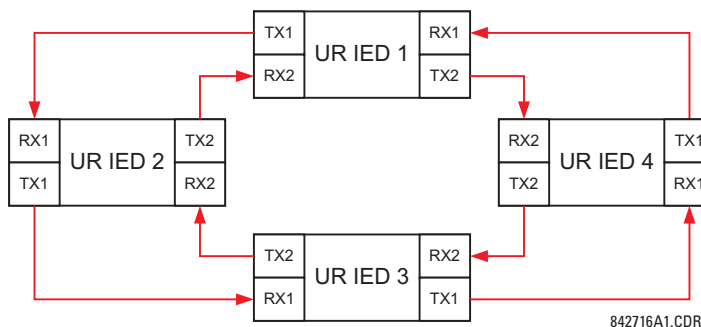 TX1 UR IED 1 RX1
RX2 TX2
RX1 UR IED 2 TX2
TX1 RX2
RX2 UR IED 4 TX1
TX2 RX1
TX2 UR IED 3 RX2
RX1 TX1
842716A1.CDR